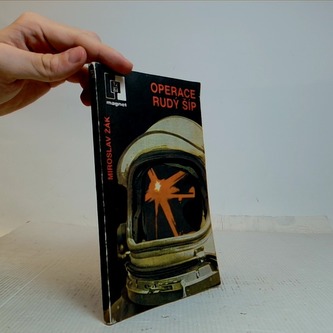 magnet
OPERACE
RUDÝ ŠÍP
MIROSLAV ŽÁK